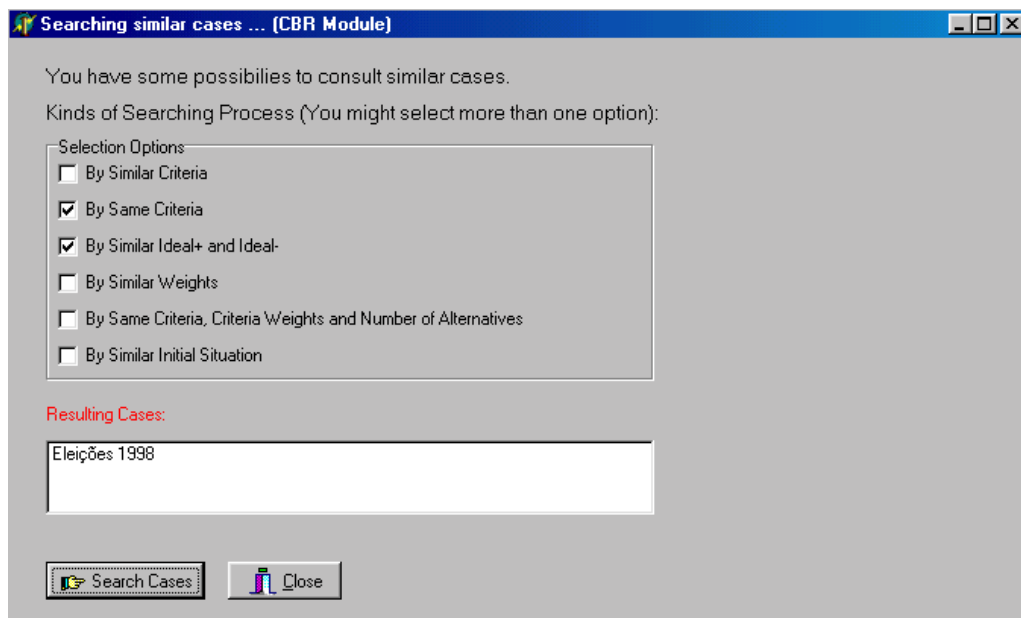 Searching similar cases ... (CBR Module)
You have some possibilies to consult similar cases.
Kinds of Searching Process (You might select more than one option):
Selection Options
By Similar Criteria
By Same Criteria
By Similar Ideal+ and Ideal-
By Similar Weights
By Same Criteria, Criteria Weights and Number of Alternatives
By Similar Initial Situation
Resulting Cases:
Eleições 1998
Search Cases
Close